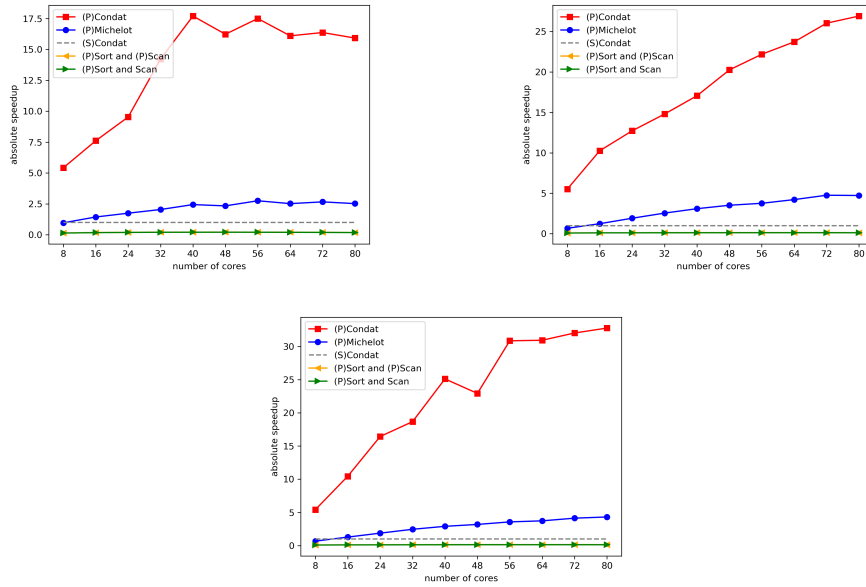 17.5
15.0
12.5
10.0
7.5
5.0
2.5
0.0
absolute speedup
(P)Condat
(P)Michelot
(S)Condat
(P)Sort and (P)Scan
(P)Sort and Scan
8 16 24 32 40 48 56 64 72 80
number of cores
25
20
15
10
5
0
absolute speedup
(P)Condat
(P)Michelot
(S)Condat
(P)Sort and (P)Scan
(P)Sort and Scan
8 16 24 32 40 48 56 64 72 80
number of cores
30
25
20
15
10
5
0
absolute speedup
(P)Condat
(P)Michelot
(S)Condat
(P)Sort and (P)Scan
(P)Sort and Scan
8 16 24 32 40 48 56 64 72 80
number of cores